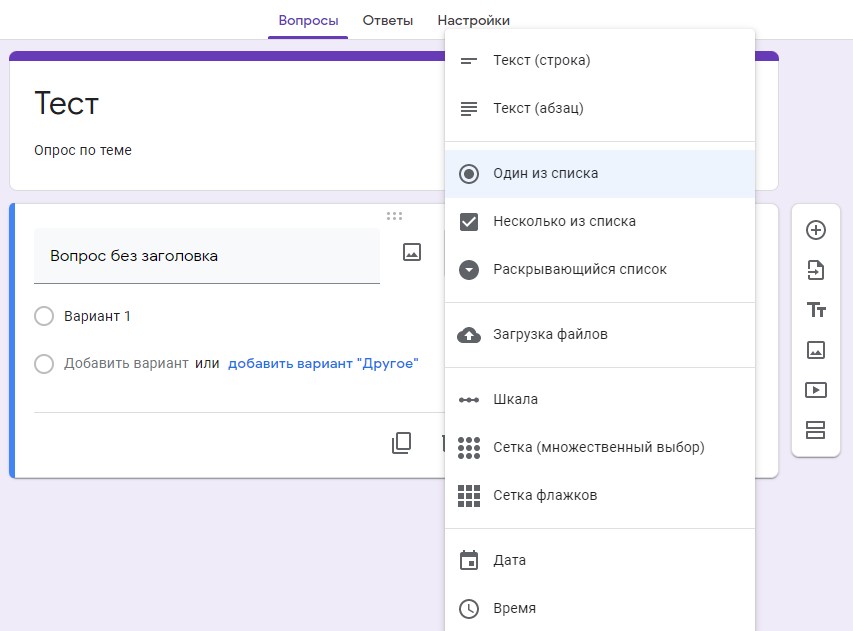 Вопросы Ответы Настройки
Тест
Опрос по теме
Вопрос без заголовка
Вариант 1
Добавить вариант или добавить вариант "Другое"
Текст (строка)
Текст (абзац)
Один из списка
Несколько из списка
Раскрывающийся список
Загрузка файлов
Шкала
Сетка (множественный выбор)
Сетка флажков
Дата
Время
Tт